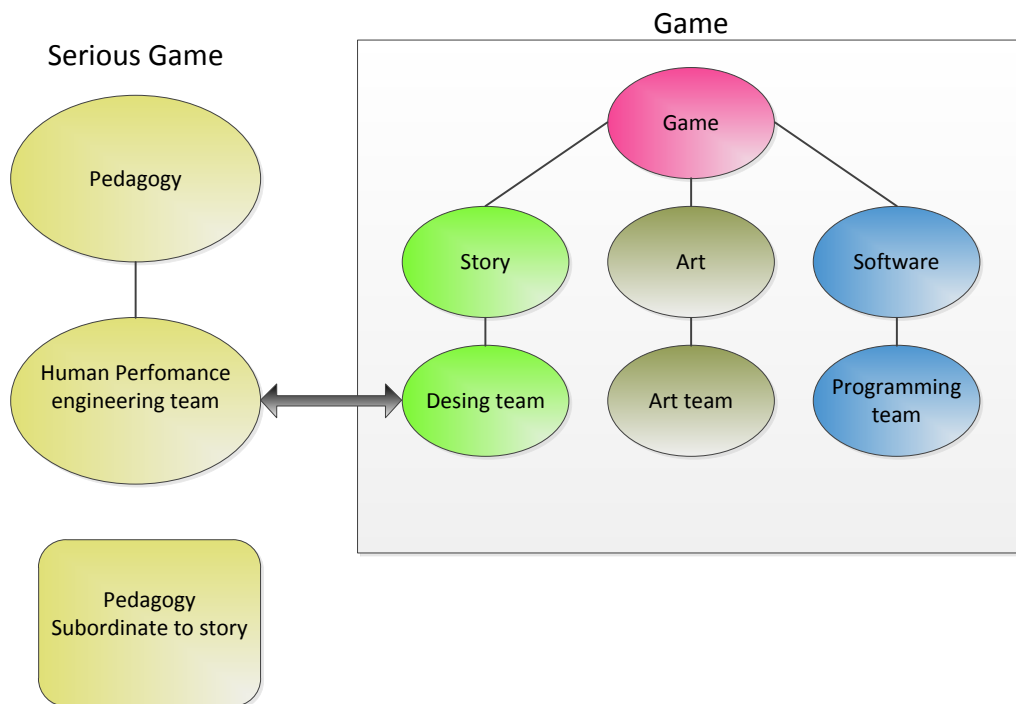 Serious Game
Game
Pedagogy
Game
Story
Art
Software
Human Perfomance
engineering team
Desing team
Art team
Programming
team
Pedagogy
Subordinate to story